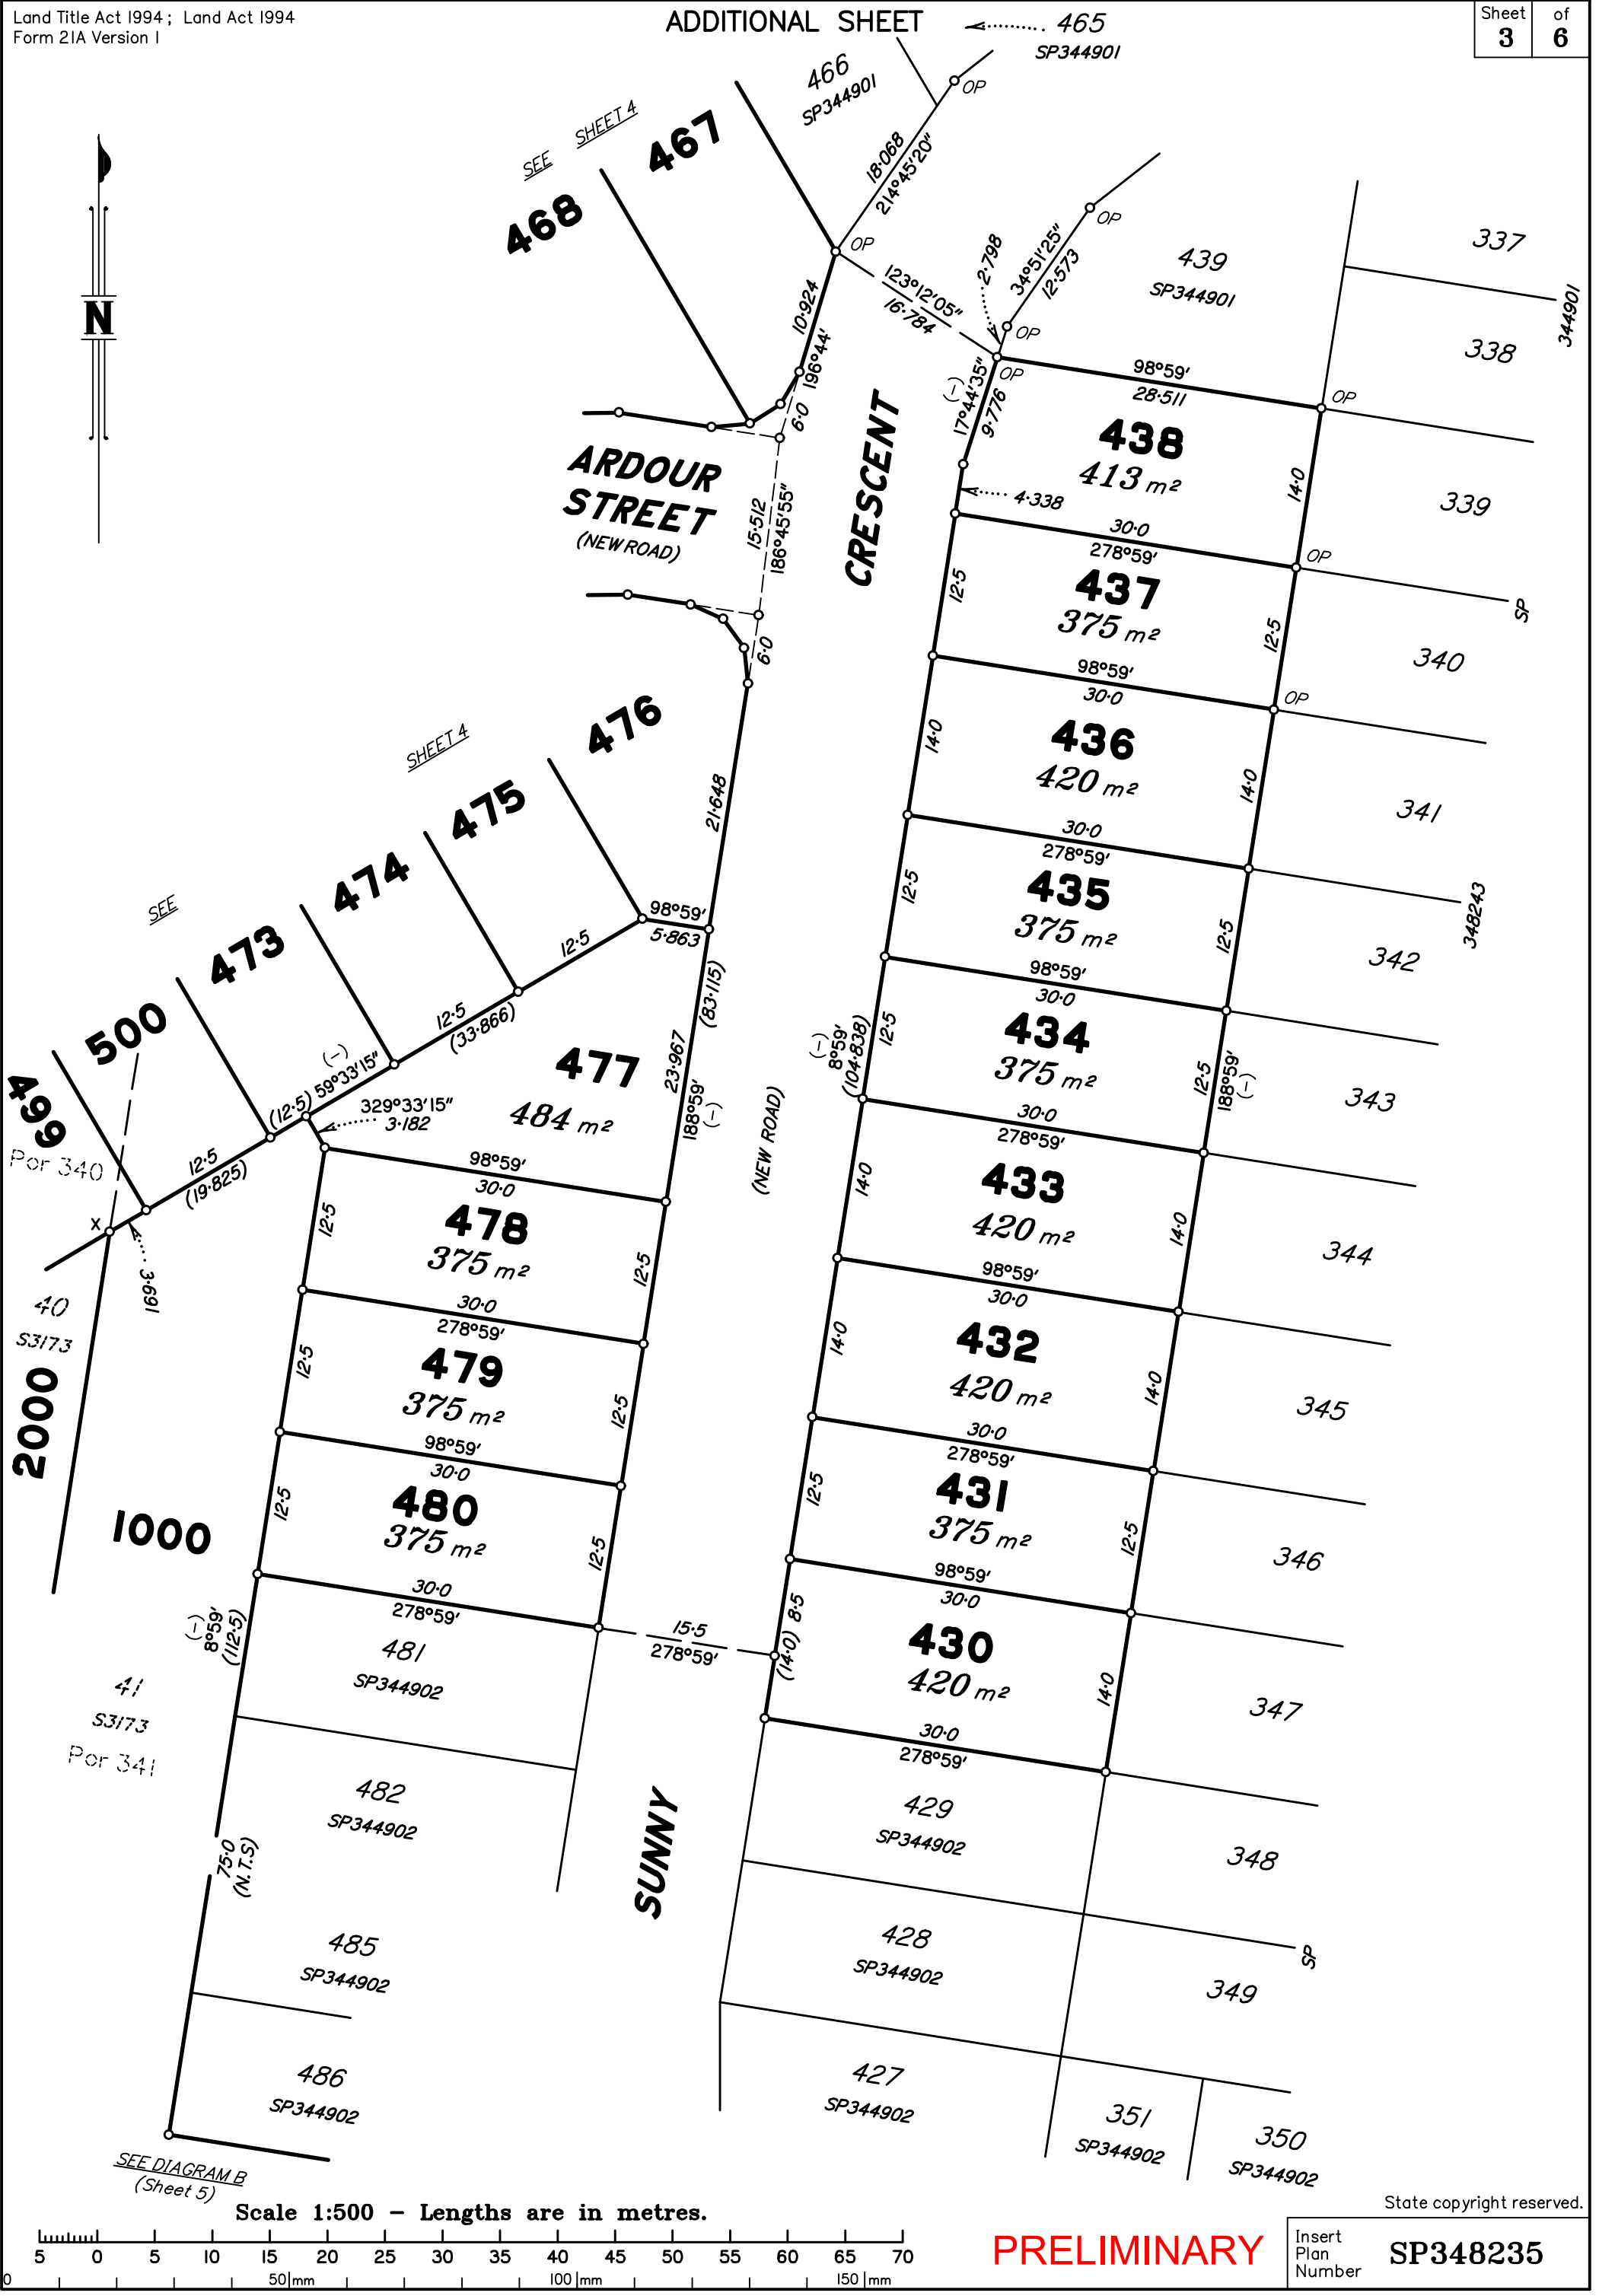 Land Title Act 1994 ; Land Act 1994
Form 21A Version 1
ADDITIONAL SHEET
Sheet
3
of
6
465
SP344901
466
SP344901
OP
SEE SHEET 4
467
468
18·068
214°45'20"
OP
N
10·924
196°44'
6·0
123°12'05"
16·784
2·798
34°51'25"
12·573
OP
OP
OP
439
SP344901
337
344901
338
98°59'
28·511
OP
(–)
17°44'35"
9·776
438
413 m²
14·0
4·338
339
ARDOUR
STREET
(NEW ROAD)
15·512
186°45'55"
6·0
CRESCENT
30·0
278°59'
OP
437
375 m²
12·5
12·5
SP
340
98°59'
30·0
OP
436
420 m²
14·0
14·0
341
30·0
278°59'
435
375 m²
12·5
12·5
348243
342
98°59'
30·0
434
375 m²
12·5
12·5
(–)
8°59'
(104·838)
188°59'
(–)
343
30·0
278°59'
433
420 m²
14·0
14·0
344
98°59'
30·0
432
420 m²
14·0
14·0
345
30·0
278°59'
431
375 m²
12·5
12·5
346
98°59'
30·0
430
420 m²
8·5
(14·0)
14·0
347
30·0
278°59'
SEE
SHEET 4
476
475
474
473
500
499
21·648
98°59'
5·863
(83·115)
23·967
188°59'
(–)
(NEW ROAD)
12·5
12·5
(33·866)
(–)
59°33'15"
(12·5)
329°33'15"
3·182
477
484 m²
12·5
(19·825)
Por 340
X
3·691
40
S3173
2000
1000
98°59'
30·0
478
375 m²
12·5
12·5
30·0
278°59'
479
375 m²
12·5
12·5
98°59'
30·0
480
375 m²
12·5
12·5
30·0
278°59'
15·5
278°59'
(–)
8°59'
(112·5)
481
SP344902
41
S3173
Por 341
482
SP344902
SUNNY
429
SP344902
348
75·0
(N.T.S)
485
SP344902
428
SP344902
SP
349
486
SP344902
427
SP344902
351
SP344902
350
SP344902
SEE DIAGRAM B
(Sheet 5)
Scale 1:500 – Lengths are in metres.
State copyright reserved.
5 0 5 10 15 20 25 30 35 40 45 50 55 60 65 70
0 50 mm 100 mm 150 mm
PRELIMINARY
Insert
Plan
Number
SP348235